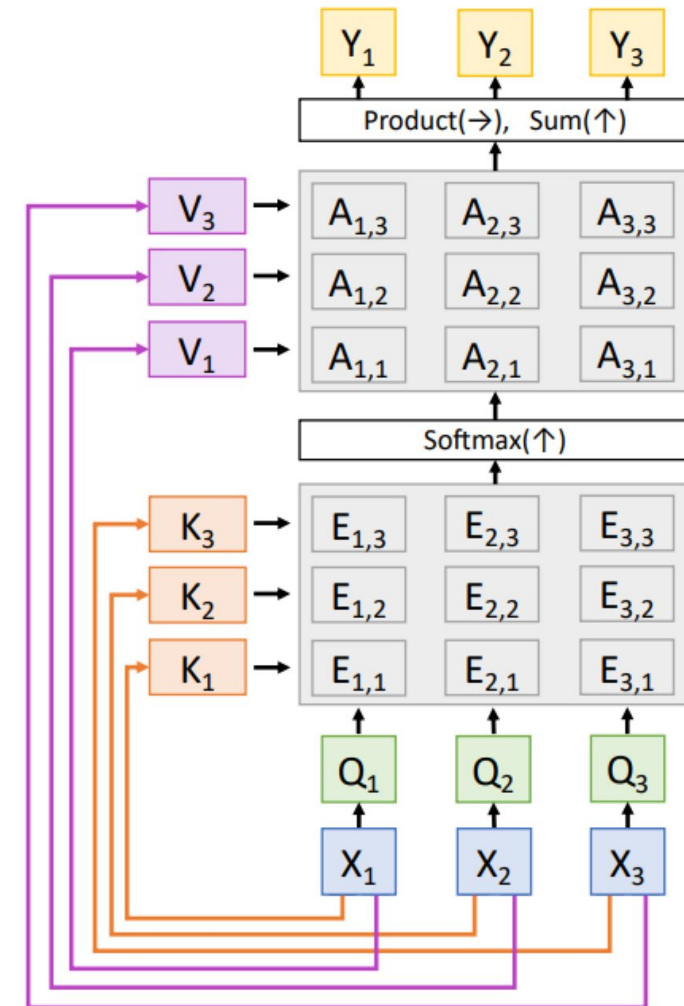 Y₁ Y₂ Y₃
Product(→), Sum(↑)
V₃ A₁,₃ A₂,₃ A₃,₃
V₂ A₁,₂ A₂,₂ A₃,₂
V₁ A₁,₁ A₂,₁ A₃,₁
Softmax(↑)
K₃ E₁,₃ E₂,₃ E₃,₃
K₂ E₁,₂ E₂,₂ E₃,₂
K₁ E₁,₁ E₂,₁ E₃,₁
Q₁ Q₂ Q₃
X₁ X₂ X₃